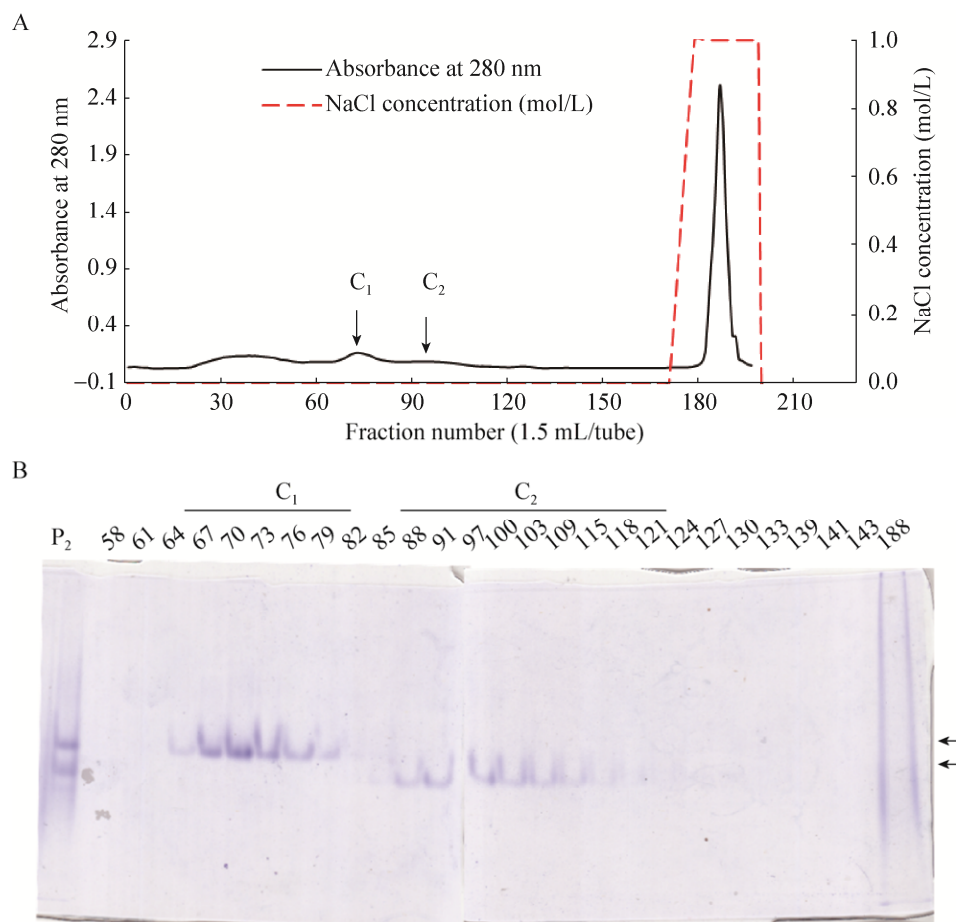 A
2.9
2.4
1.9
1.4
0.9
0.4
−0.1
Absorbance at 280 nm
Absorbance at 280 nm
NaCl concentration (mol/L)
C₁
C₂
1.0
0.8
0.6
0.4
0.2
0.0
NaCl concentration (mol/L)
0 30 60 90 120 150 180 210
Fraction number (1.5 mL/tube)
B
C₁ C₂
P₂ 58 61 64 67 70 73 76 79 82 85 88 91 97 100 103 109 115 118 121 124 127 130 133 139 141 143 188